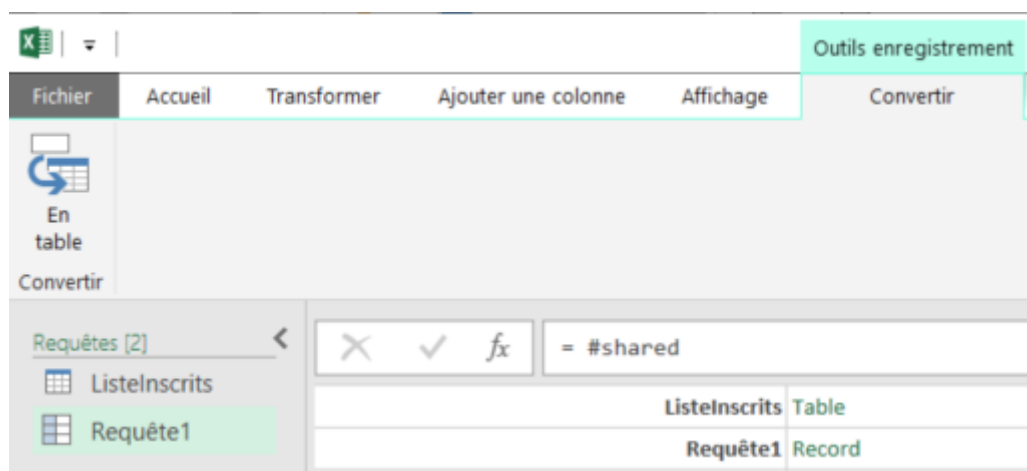 Outils enregistrement
Fichier Accueil Transformer Ajouter une colonne Affichage Convertir
En
table
Convertir
Requêtes [2]
fx = #shared
ListeInscrits
Requête1
ListeInscrits Table
Requête1 Record